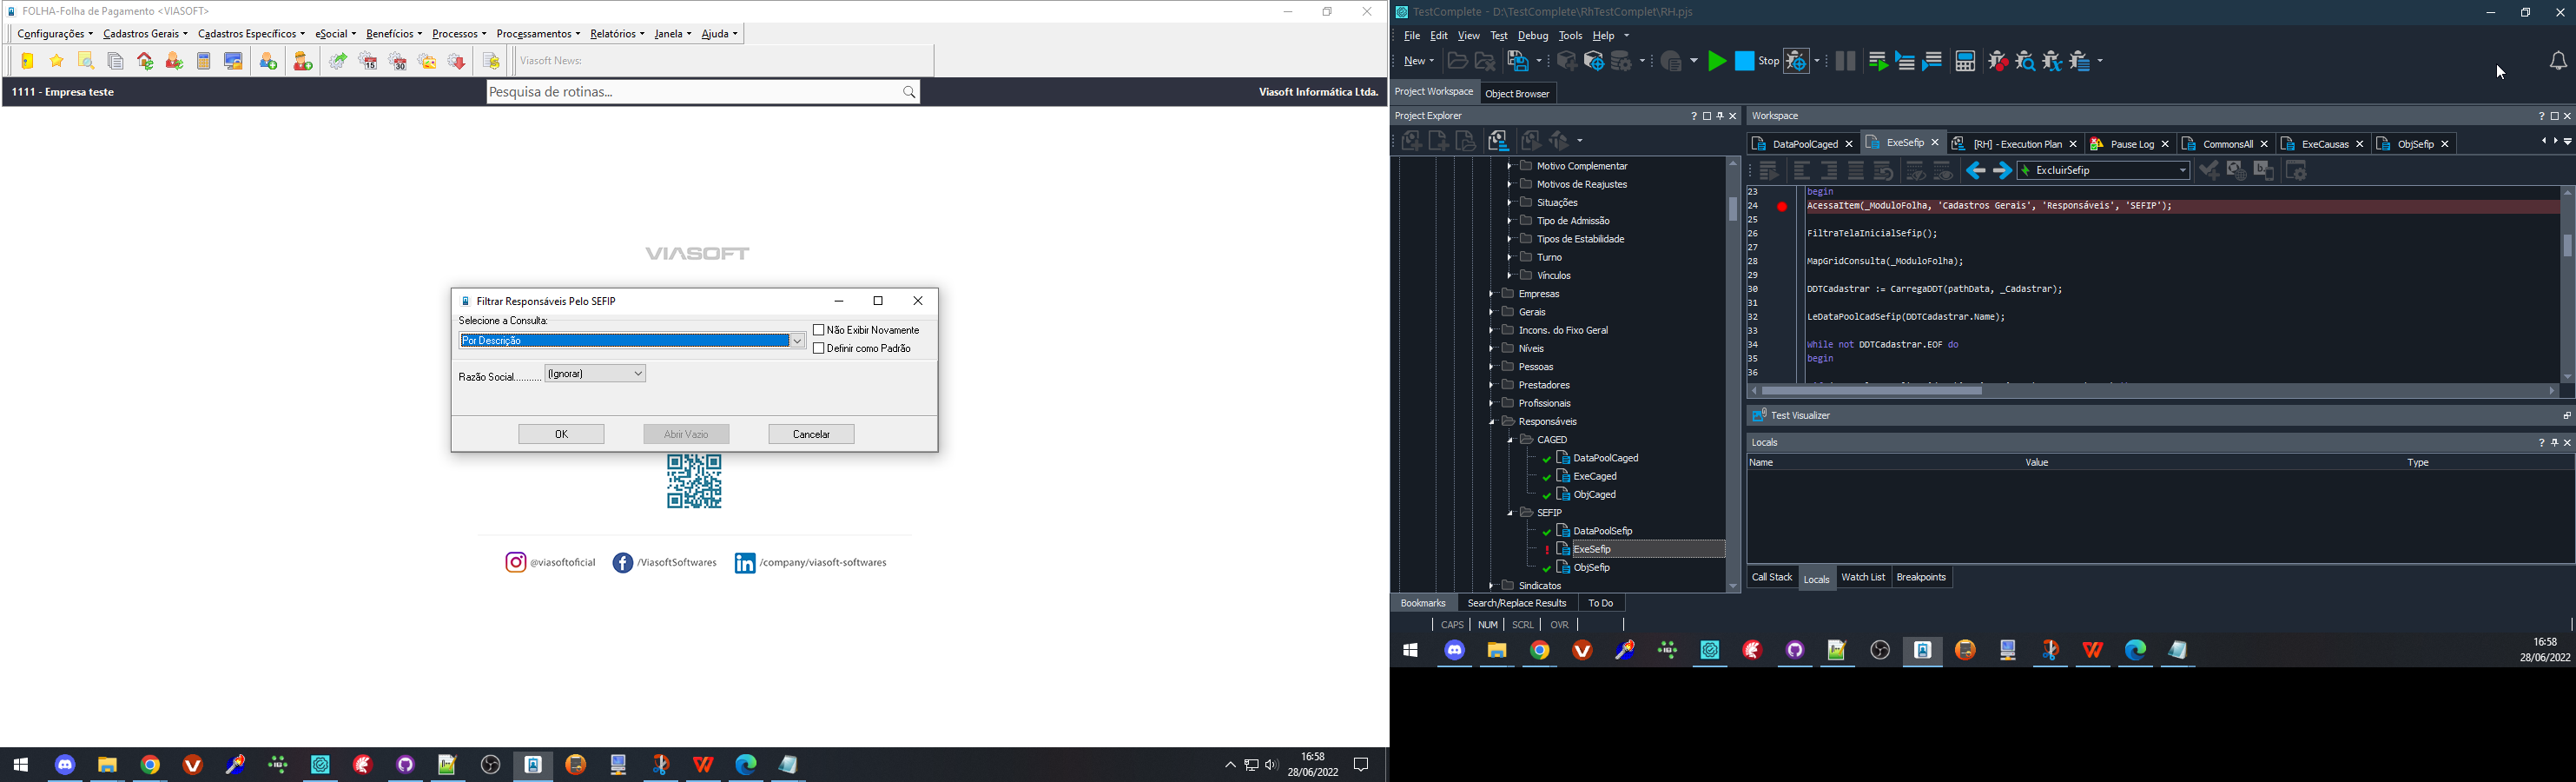 FOLHA-Folha de Pagamento <VIASOFT>
Configurações Cadastros Gerais Cadastros Específicos eSocial Benefícios Processos Processamentos Relatórios Janela Ajuda
Viasoft News:
1111 - Empresa teste
Pesquisa de rotinas...
Viasoft Informática Ltda.
VIASOFT
Filtrar Responsáveis Pelo SEFIP
Selecione a Consulta:
Por Descrição
Não Exibir Novamente
Definir como Padrão
Razão Social...........
(Ignorar)
OK
Abrir Vazio
Cancelar
@viasoftoficial
/ViasoftSoftwares
/company/viasoft-softwares
16:58
28/06/2022
TestComplete - D:\TestComplete\RhTestComplet\RH.pjs
File Edit View Test Debug Tools Help
New
Stop
Project Workspace
Object Browser
Project Explorer
Motivo Complementar
Motivos de Reajustes
Situações
Tipo de Admissão
Tipos de Estabilidade
Turno
Vínculos
Empresas
Gerais
Incons. do Fixo Geral
Níveis
Pessoas
Prestadores
Profissionais
Responsáveis
CAGED
DataPoolCaged
ExeCaged
ObjCaged
SEFIP
DataPoolSefip
ExeSefip
ObjSefip
Sindicatos
Workspace
DataPoolCaged
ExeSefip
[RH] - Execution Plan
Pause Log
CommonsAll
ExeCausas
ObjSefip
ExcluirSefip
23 begin
24 AcessaItem(_ModuloFolha, 'Cadastros Gerais', 'Responsáveis', 'SEFIP');
25
26 FiltraTelaInicialSefip();
27
28 MapGridConsulta(_ModuloFolha);
29
30 DDTCadastrar := CarregaDDT(pathData, _Cadastrar);
31
32 LeDataPoolCadSefip(DDTCadastrar.Name);
33
34 While not DDTCadastrar.EOF do
35 begin
36
Test Visualizer
Locals
Name
Value
Type
Call Stack
Locals
Watch List
Breakpoints
Bookmarks
Search/Replace Results
To Do
CAPS
NUM
SCRL
OVR
16:58
28/06/2022